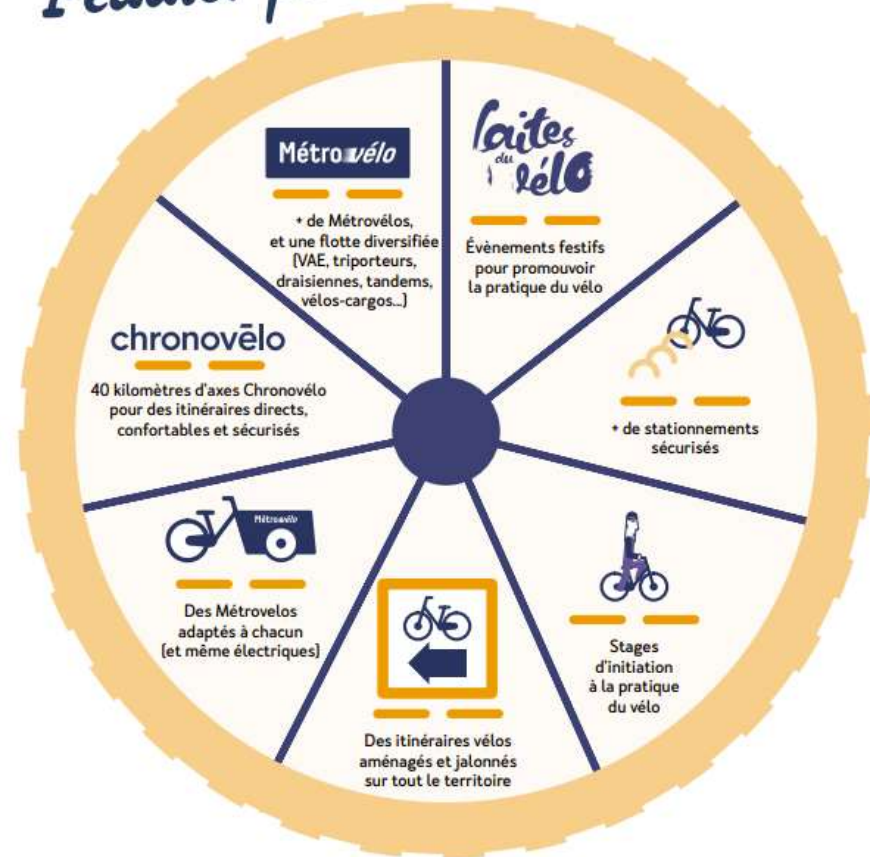 Métrovélo
+ de Métrovélos,
et une flotte diversifiée
(VAE, triporteurs,
draisiennes, tandems,
vélos-cargos...)
Faites
du
vélo
Évènements festifs
pour promouvoir
la pratique du vélo
+ de stationnements
sécurisés
Stages
d'initiation
à la pratique
du vélo
Des itinéraires vélos
aménagés et jalonnés
sur tout le territoire
Métrovélo
Des Métrovelos
adaptés à chacun
(et même électriques)
chronovēlo
40 kilomètres d'axes Chronovélo
pour des itinéraires directs,
confortables et sécurisés